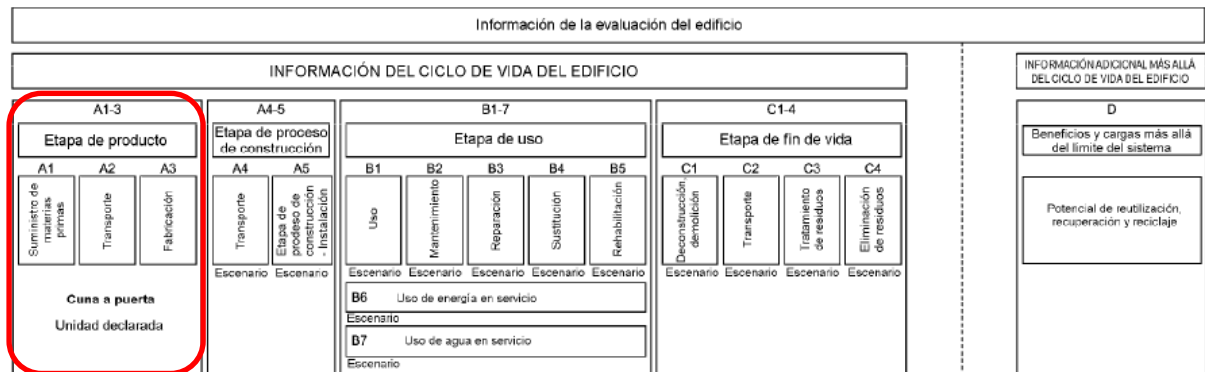 Información de la evaluación del edificio
INFORMACIÓN DEL CICLO DE VIDA DEL EDIFICIO
INFORMACIÓN ADICIONAL MÁS ALLÁ
DEL CICLO DE VIDA DEL EDIFICIO
A1-3
Etapa de producto
A1
A2
A3
Suministro de
materias
primas
Transporte
Fabricación
Cuna a puerta
Unidad declarada
A4-5
Etapa de proceso
de construcción
A4
A5
Transporte
Etapa de
prodeso de
construcción
- Instalación
Escenario
Escenario
B1-7
Etapa de uso
B1
B2
B3
B4
B5
Uso
Mantenimiento
Reparación
Sustitución
Rehabilitación
Escenario
Escenario
Escenario
Escenario
Escenario
B6 Uso de energía en servicio
Escenario
B7 Uso de agua en servicio
Escenario
C1-4
Etapa de fin de vida
C1
C2
C3
C4
Deconstrucción,
demolición
Transporte
Tratamiento
de residuos
Eliminación
de residuos
Escenario
Escenario
Escenario
Escenario
D
Beneficios y cargas más allá
del límite del sistema
Potencial de reutilización,
recuperación y reciclaje